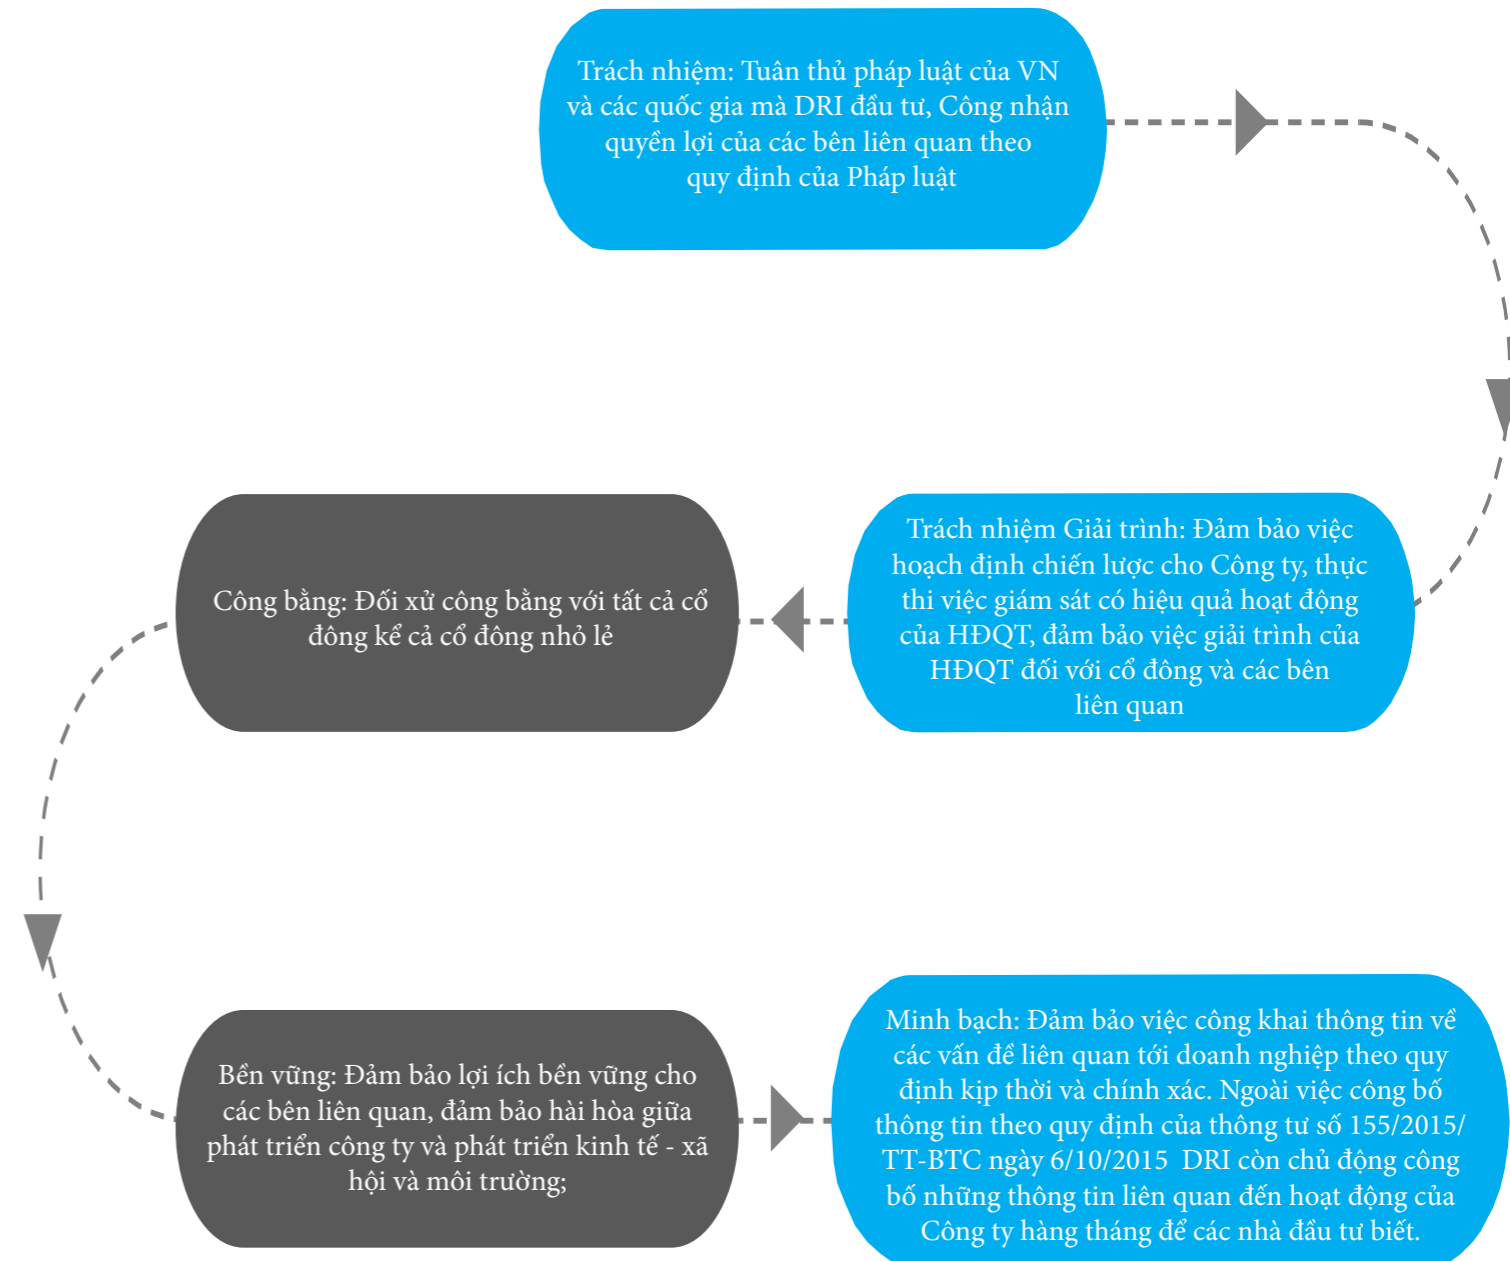 Trách nhiệm: Tuân thủ pháp luật của VN
và các quốc gia mà DRI đầu tư, Công nhận
quyền lợi của các bên liên quan theo
quy định của Pháp luật
Trách nhiệm Giải trình: Đảm bảo việc
hoạch định chiến lược cho Công ty, thực
thi việc giám sát có hiệu quả hoạt động
của HĐQT, đảm bảo việc giải trình của
HĐQT đối với cổ đông và các bên
liên quan
Công bằng: Đối xử công bằng với tất cả cổ
đông kể cả cổ đông nhỏ lẻ
Bền vững: Đảm bảo lợi ích bền vững cho
các bên liên quan, đảm bảo hài hòa giữa
phát triển công ty và phát triển kinh tế - xã
hội và môi trường;
Minh bạch: Đảm bảo việc công khai thông tin về
các vấn đề liên quan tới doanh nghiệp theo quy
định kịp thời và chính xác. Ngoài việc công bố
thông tin theo quy định của thông tư số 155/2015/
TT-BTC ngày 6/10/2015 DRI còn chủ động công
bố những thông tin liên quan đến hoạt động của
Công ty hàng tháng để các nhà đầu tư biết.